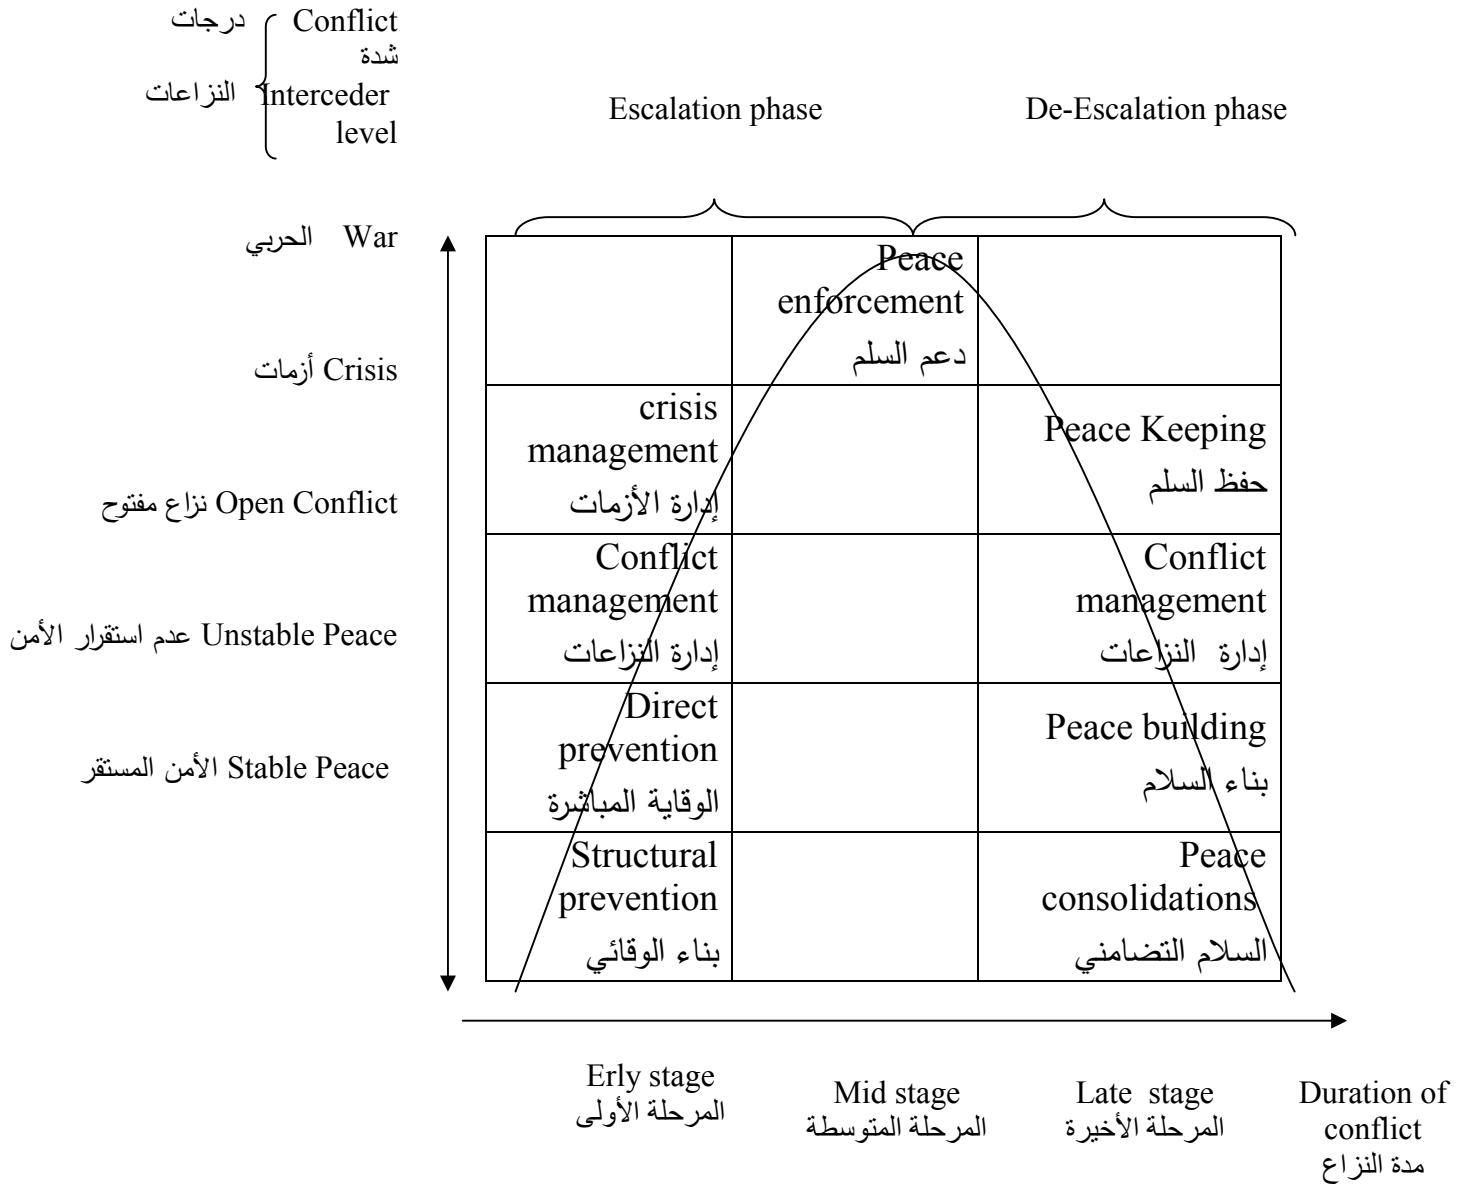 درجات Conflict
شدة
النزاعات Interceder
level
Escalation phase
De-Escalation phase
الحربي War
أزمات Crisis
نزاع مفتوح Open Conflict
عدم استقرار الأمن Unstable Peace
الأمن المستقر Stable Peace
Peace
enforcement
دعم السلم
crisis
management
إدارة الأزمات
Peace Keeping
حفظ السلم
Conflict
management
إدارة النزاعات
Conflict
management
إدارة النزاعات
Direct
prevention
الوقاية المباشرة
Peace building
بناء السلام
Structural
prevention
بناء الوقائي
Peace
consolidations
السلام التضامني
Erly stage
المرحلة الأولى
Mid stage
المرحلة المتوسطة
Late stage
المرحلة الأخيرة
Duration of
conflict
مدة النزاع